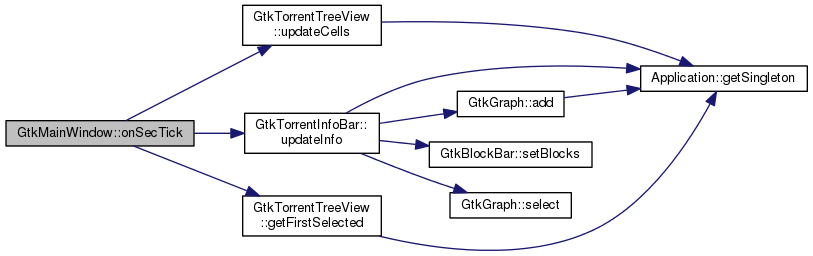 GtkTorrentTreeView
::updateCells
Application::getSingleton
GtkGraph::add
GtkMainWindow::onSecTick
GtkTorrentInfoBar::
updateInfo
GtkBlockBar::setBlocks
GtkGraph::select
GtkTorrentTreeView
::getFirstSelected